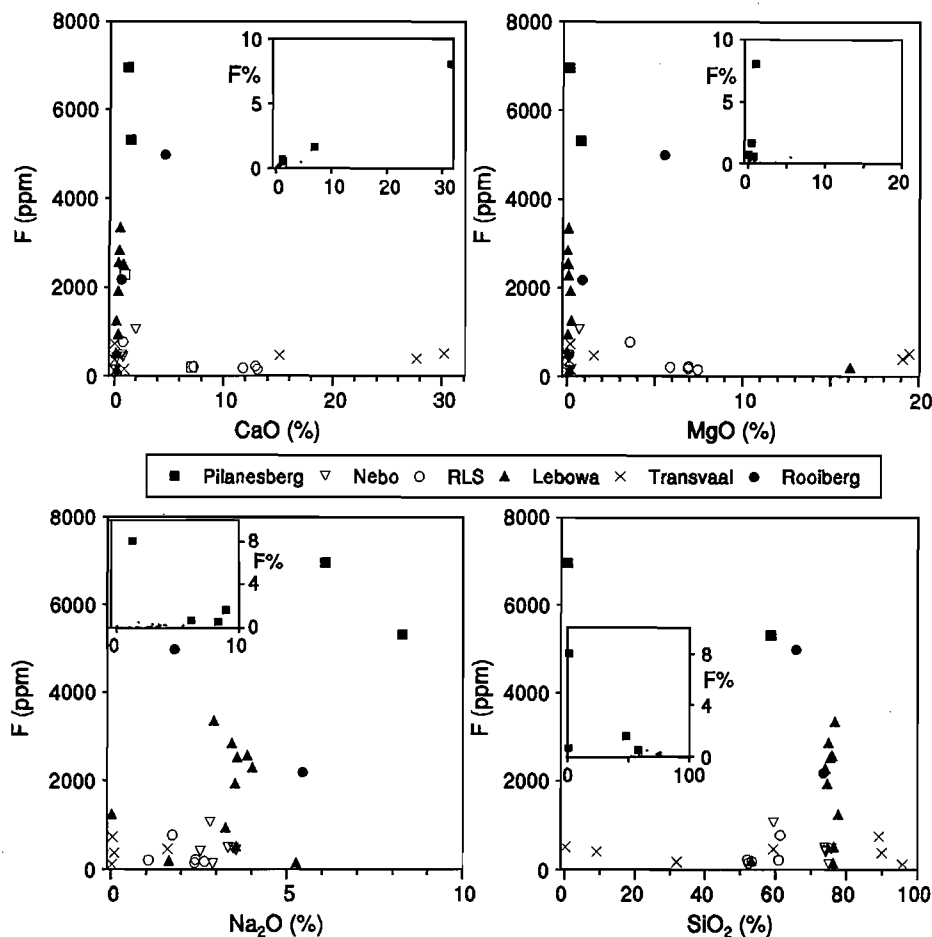 8000
6000
4000
2000
0
F (ppm)
0 10 20 30
CaO (%)
10
F%
5
0
0 10 20 30
8000
6000
4000
2000
0
F (ppm)
0 10 20
MgO (%)
10
F%
5
0
0 10 20
Pilanesberg Nebo RLS Lebowa Transvaal Rooiberg
8000
6000
4000
2000
0
F (ppm)
0 5 10
Na2O (%)
8
F%
4
0
0 10
8000
6000
4000
2000
0
F (ppm)
0 20 40 60 80 100
SiO2 (%)
8
F%
4
0
0 100